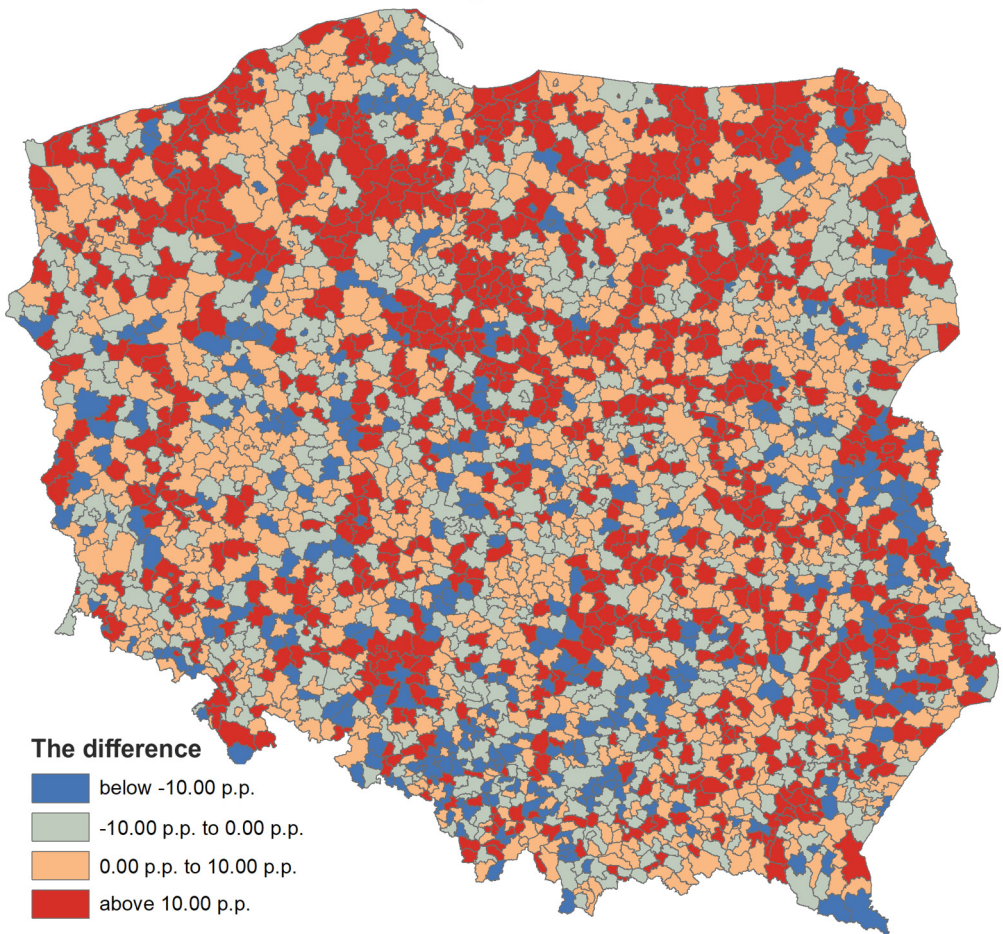 The difference
below -10.00 p.p.
-10.00 p.p. to 0.00 p.p.
0.00 p.p. to 10.00 p.p.
above 10.00 p.p.